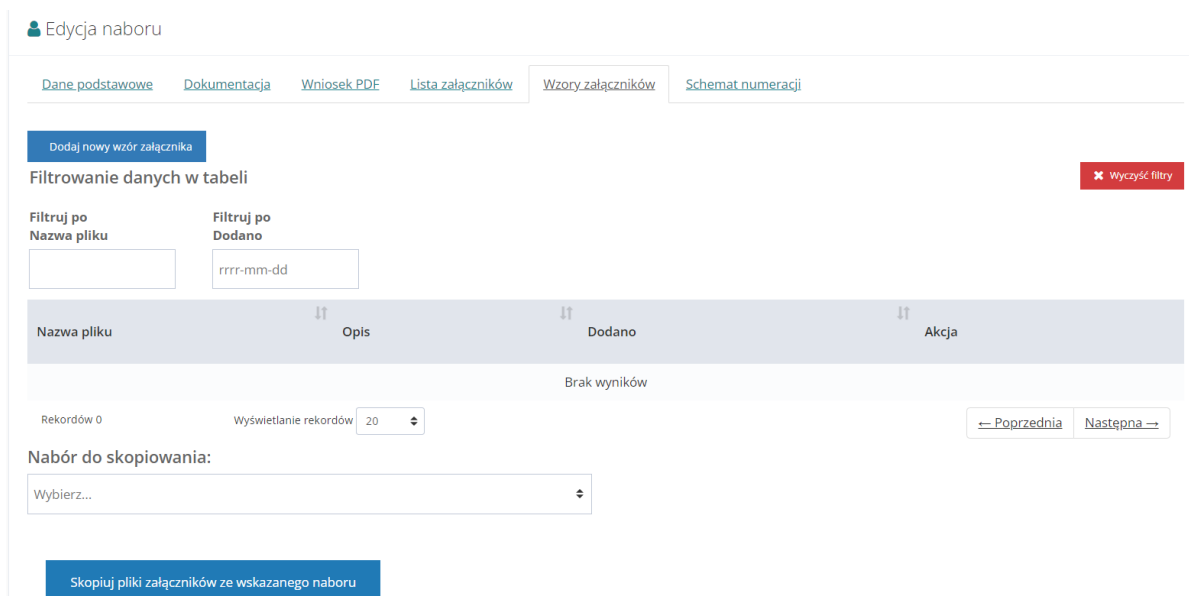 Edycja naboru
Dane podstawowe Dokumentacja Wniosek PDF Lista załączników Wzory załączników Schemat numeracji
Dodaj nowy wzór załącznika
Filtrowanie danych w tabeli
Wyczyść filtry
Filtruj po Nazwa pliku
Filtruj po Dodano
rrrr-mm-dd
Nazwa pliku Opis Dodano Akcja
Brak wyników
Rekordów 0 Wyświetlanie rekordów 20 ← Poprzednia Następna →
Nabór do skopiowania:
Wybierz...
Skopiuj pliki załączników ze wskazanego naboru